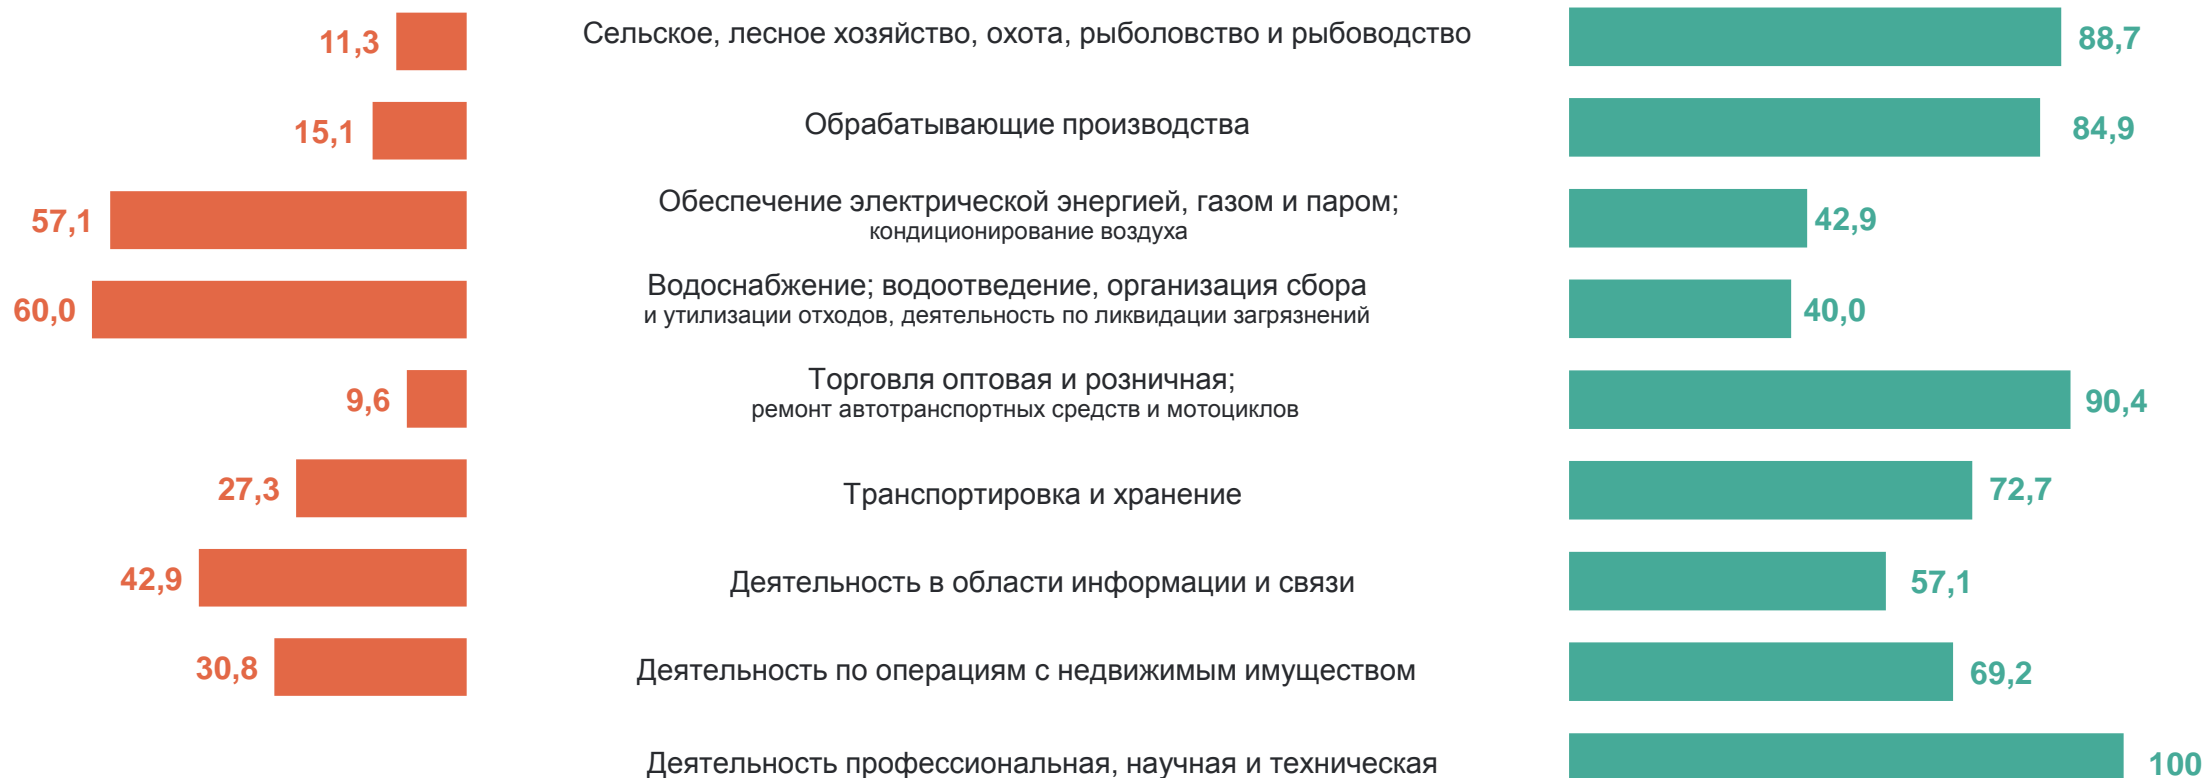 11,3 Сельское, лесное хозяйство, охота, рыболовство и рыбоводство 88,7
15,1 Обрабатывающие производства 84,9
57,1 Обеспечение электрической энергией, газом и паром; 42,9
кондиционирование воздуха
60,0 Водоснабжение; водоотведение, организация сбора 40,0
и утилизации отходов, деятельность по ликвидации загрязнений
9,6 Торговля оптовая и розничная; 90,4
ремонт автотранспортных средств и мотоциклов
27,3 Транспортировка и хранение 72,7
42,9 Деятельность в области информации и связи 57,1
30,8 Деятельность по операциям с недвижимым имуществом 69,2
Деятельность профессиональная, научная и техническая 100